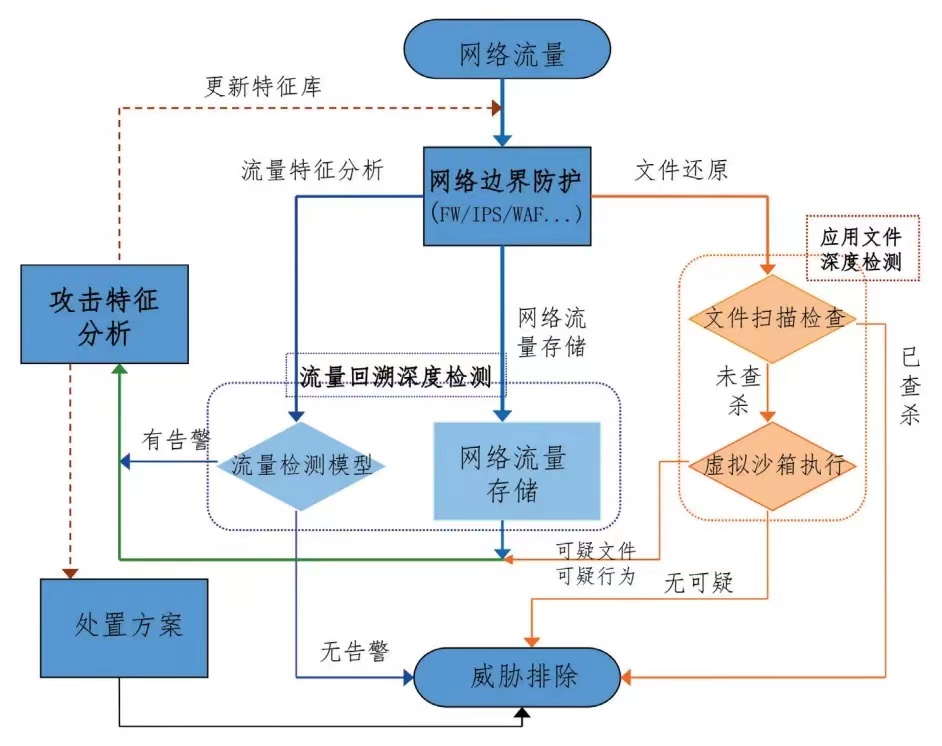 网络流量
更新特征库
流量特征分析
网络边界防护
(FW/IPS/WAF...)
文件还原
应用文件
深度检测
攻击特征
分析
网络流
量存储
文件扫描检查
已
查
杀
流量回溯深度检测
未查
杀
有告警
流量检测模型
网络流量
存储
虚拟沙箱执行
可疑文件
可疑行为
无可疑
处置方案
无告警
威胁排除